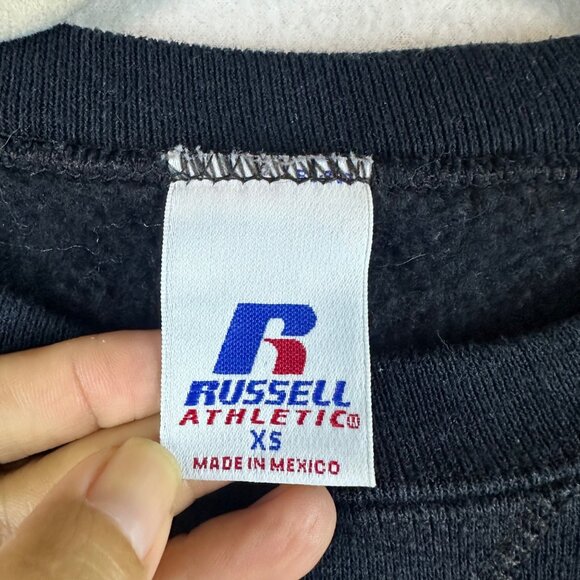 R
RUSSELL
ATHLETIC
XS
MADE IN MEXICO